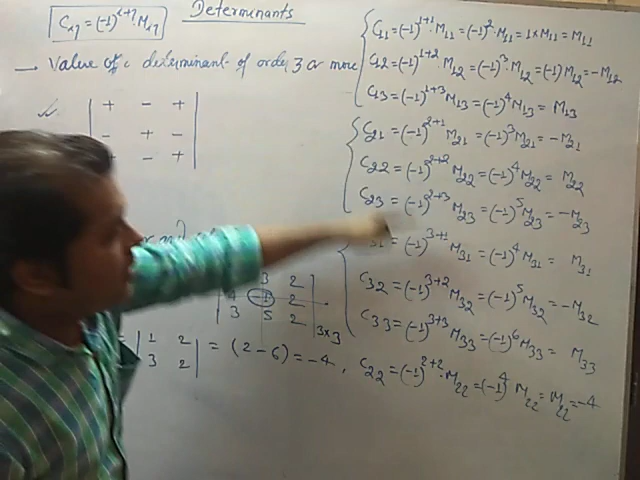 Determinants
Cij = (-1)^(i+j) Mij
— Value of a determinant of order 3 or more
+ - +
- + -
+ - +
3 2
4 -1 2
3 5 2
3×3
= | 1 2 |
| 3 2 |
= (2-6) = -4, C22 = (-1)^(2+2) · M22 = (-1)^4 M22 = M22 = -4
C11 = (-1)^(1+1) · M11 = (-1)^2 · M11 = 1×M11 = M11
C12 = (-1)^(1+2) · M12 = (-1)^3 · M12 = (-1) M12 = -M12
C13 = (-1)^(1+3) M13 = (-1)^4 M13 = M13
C21 = (-1)^(2+1) M21 = (-1)^3 M21 = -M21
C22 = (-1)^(2+2) M22 = (-1)^4 M22 = M22
C23 = (-1)^(2+3) M23 = (-1)^5 M23 = -M23
31 = (-1)^(3+1) M31 = (-1)^4 M31 = M31
C32 = (-1)^(3+2) M32 = (-1)^5 M32 = -M32
C33 = (-1)^(3+3) M33 = (-1)^6 M33 = M33